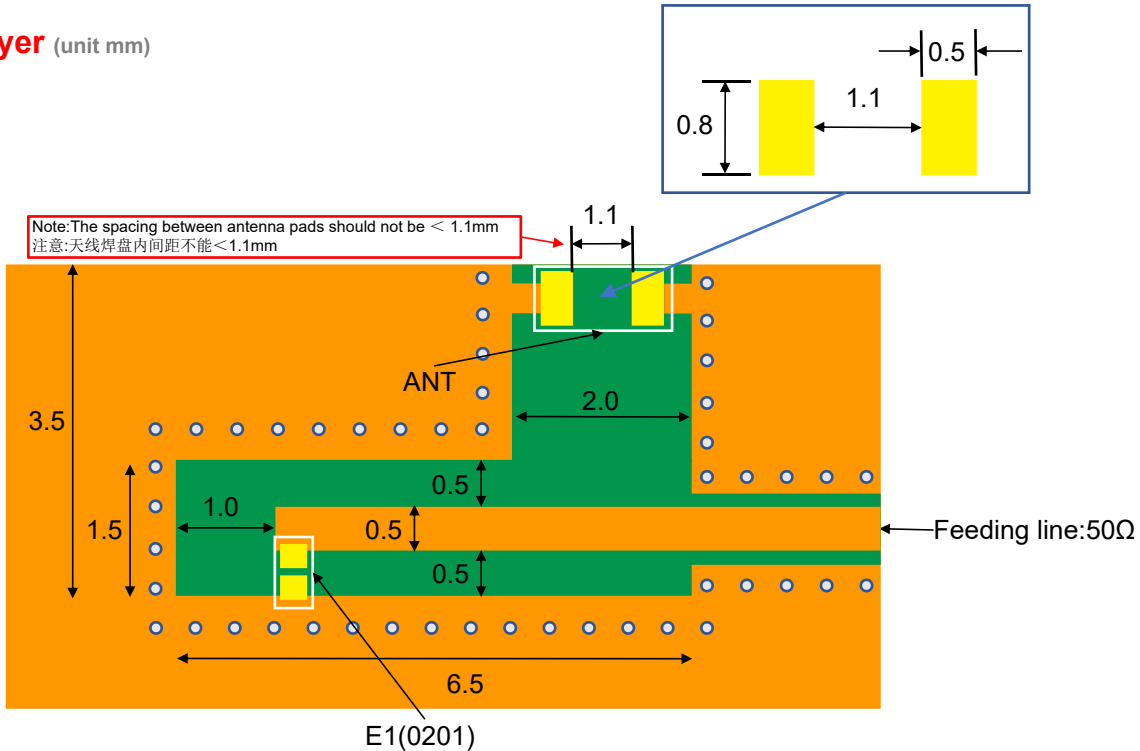 yer (unit mm)
0.5
1.1
0.8
Note:The spacing between antenna pads should not be < 1.1mm
注意:天线焊盘内间距不能<1.1mm
1.1
ANT
2.0
3.5
0.5
1.0
1.5
0.5
Feeding line:50Ω
0.5
6.5
E1(0201)